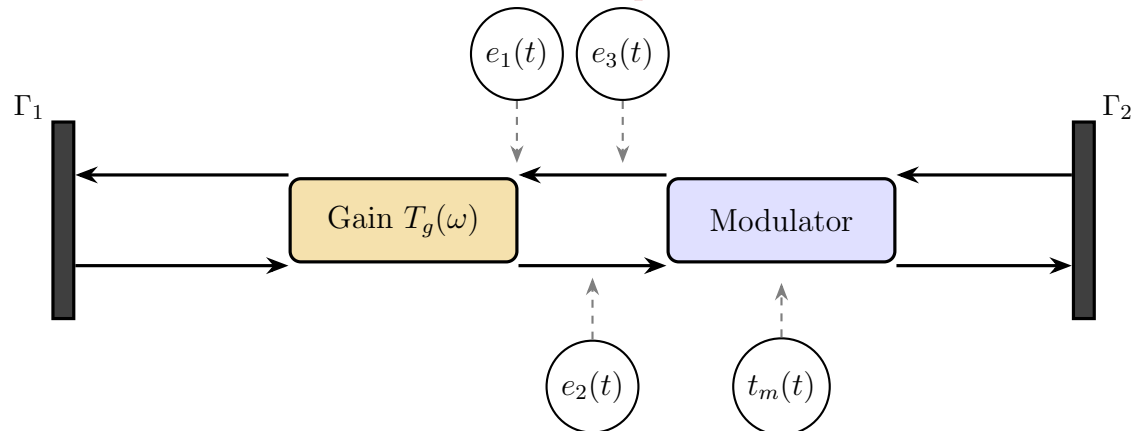 e₁(t) e₃(t)
Γ₁ Γ₂
Gain T_g(ω) Modulator
e₂(t) t_m(t)